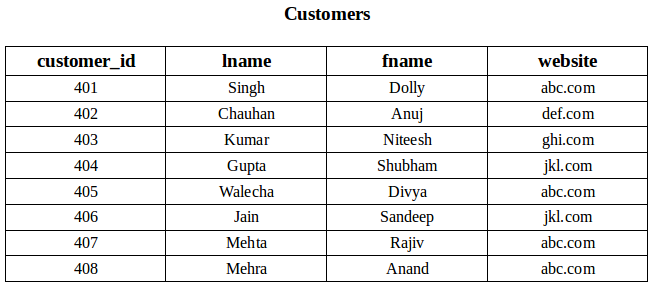 Customers
customer_id lname fname website
401 Singh Dolly abc.com
402 Chauhan Anuj def.com
403 Kumar Niteesh ghi.com
404 Gupta Shubham jkl.com
405 Walecha Divya abc.com
406 Jain Sandeep jkl.com
407 Mehta Rajiv abc.com
408 Mehra Anand abc.com